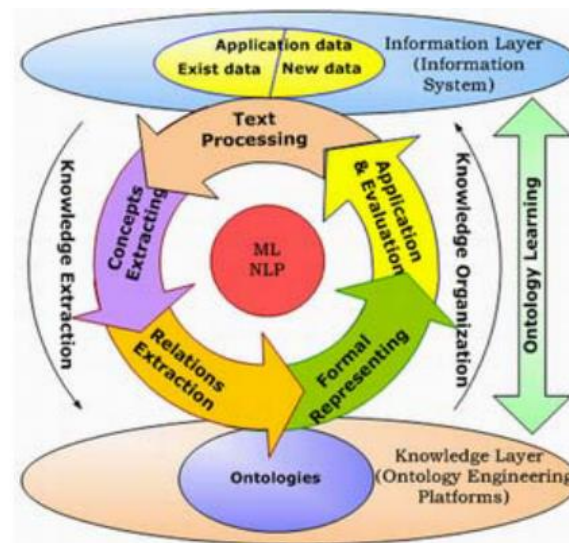 Application data
Exist data
New data
Information Layer
(Information
System)
Text
Processing
Concepts
Extracting
Application
& Evaluation
Knowledge Extraction
ML
NLP
Knowledge Organization
Ontology Learning
Relations
Extraction
Formal
Representing
Ontologies
Knowledge Layer
(Ontology Engineering
Platforms)